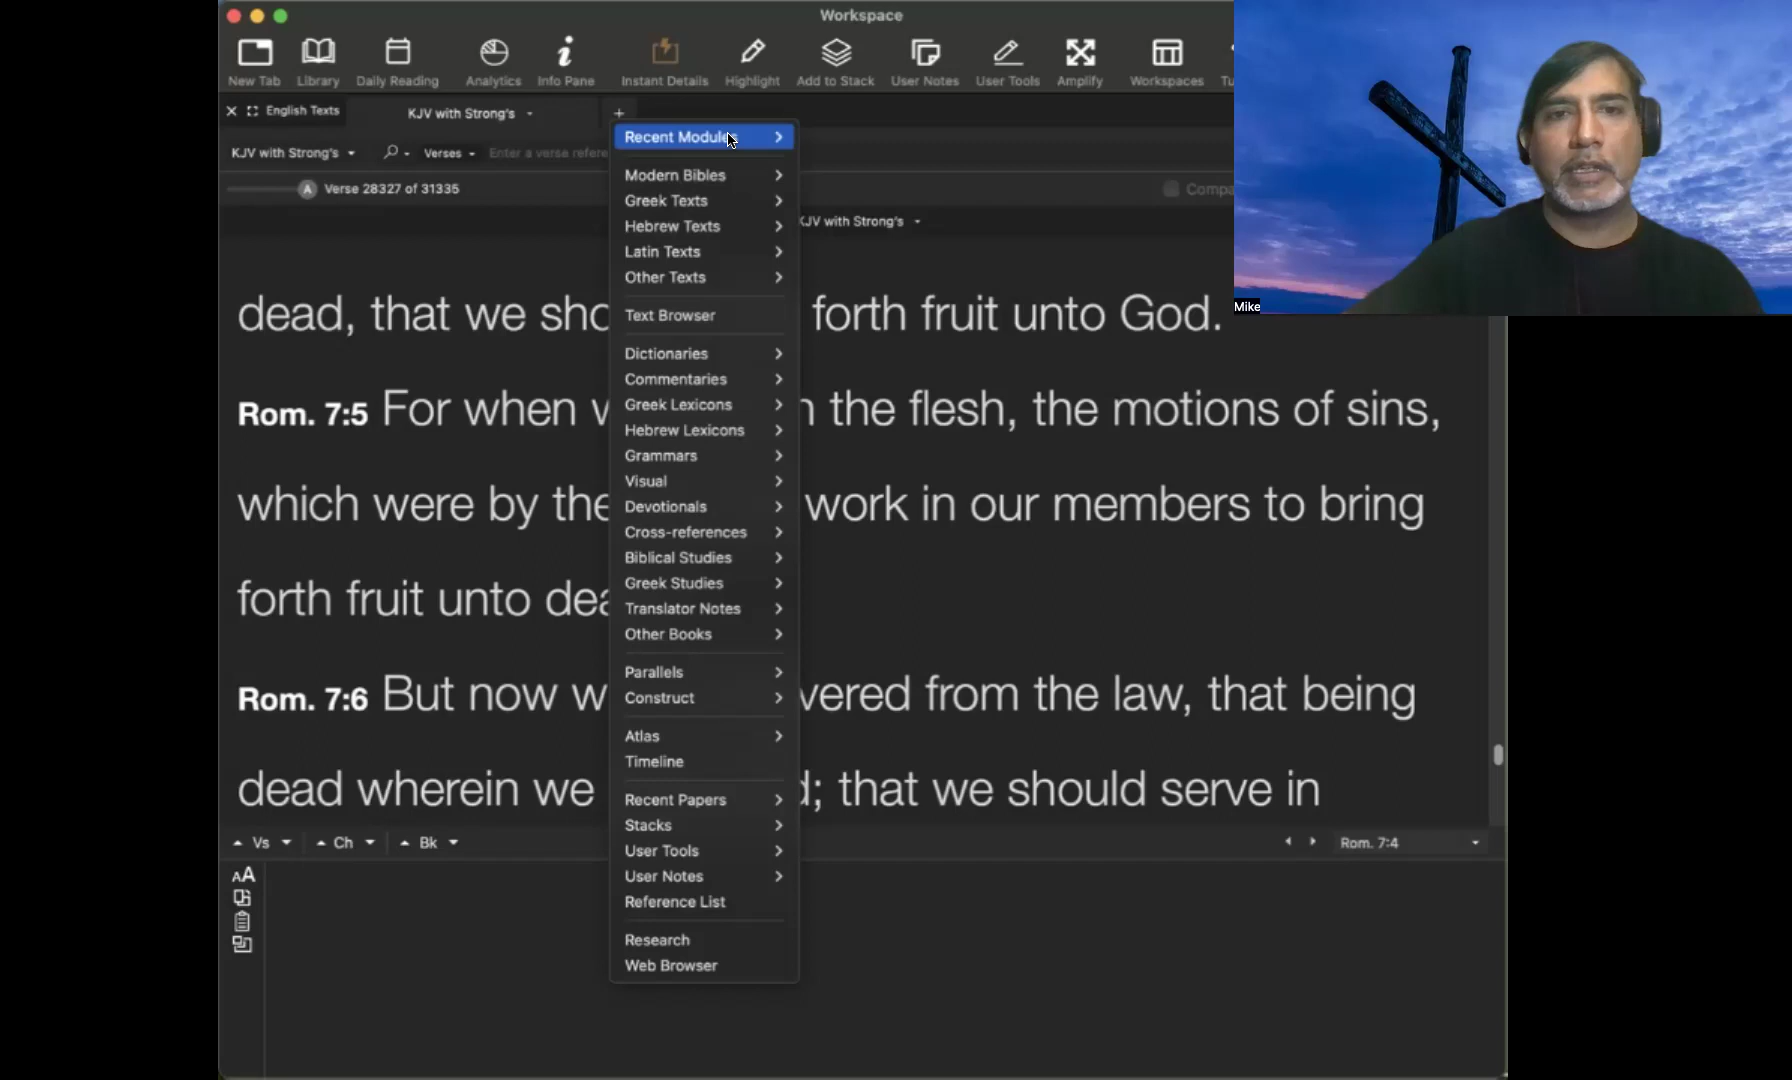 Workspace
New Tab Library Daily Reading Analytics Info Pane Instant Details Highlight Add to Stack User Notes User Tools Amplify Workspaces
English Texts KJV with Strong's
KJV with Strong's Verses Enter a verse
A Verse 28327 of 31335
KJV with Strong's
dead, that we forth fruit unto God.
Rom. 7:5 For when the flesh, the motions of sins,
which were by the work in our members to bring
forth fruit unto
Rom. 7:6 But now from the law, that being
dead wherein we that we should serve in
Vs Ch Bk Rom. 7:4
AA
Recent
Modern Bibles
Greek Texts
Hebrew Texts
Latin Texts
Other Texts
Text Browser
Dictionaries
Commentaries
Greek Lexicons
Hebrew Lexicons
Grammars
Visual
Devotionals
Cross-references
Biblical Studies
Greek Studies
Translator Notes
Other Books
Parallels
Construct
Atlas
Timeline
Recent Papers
Stacks
User Tools
User Notes
Reference List
Research
Web Browser
Mike